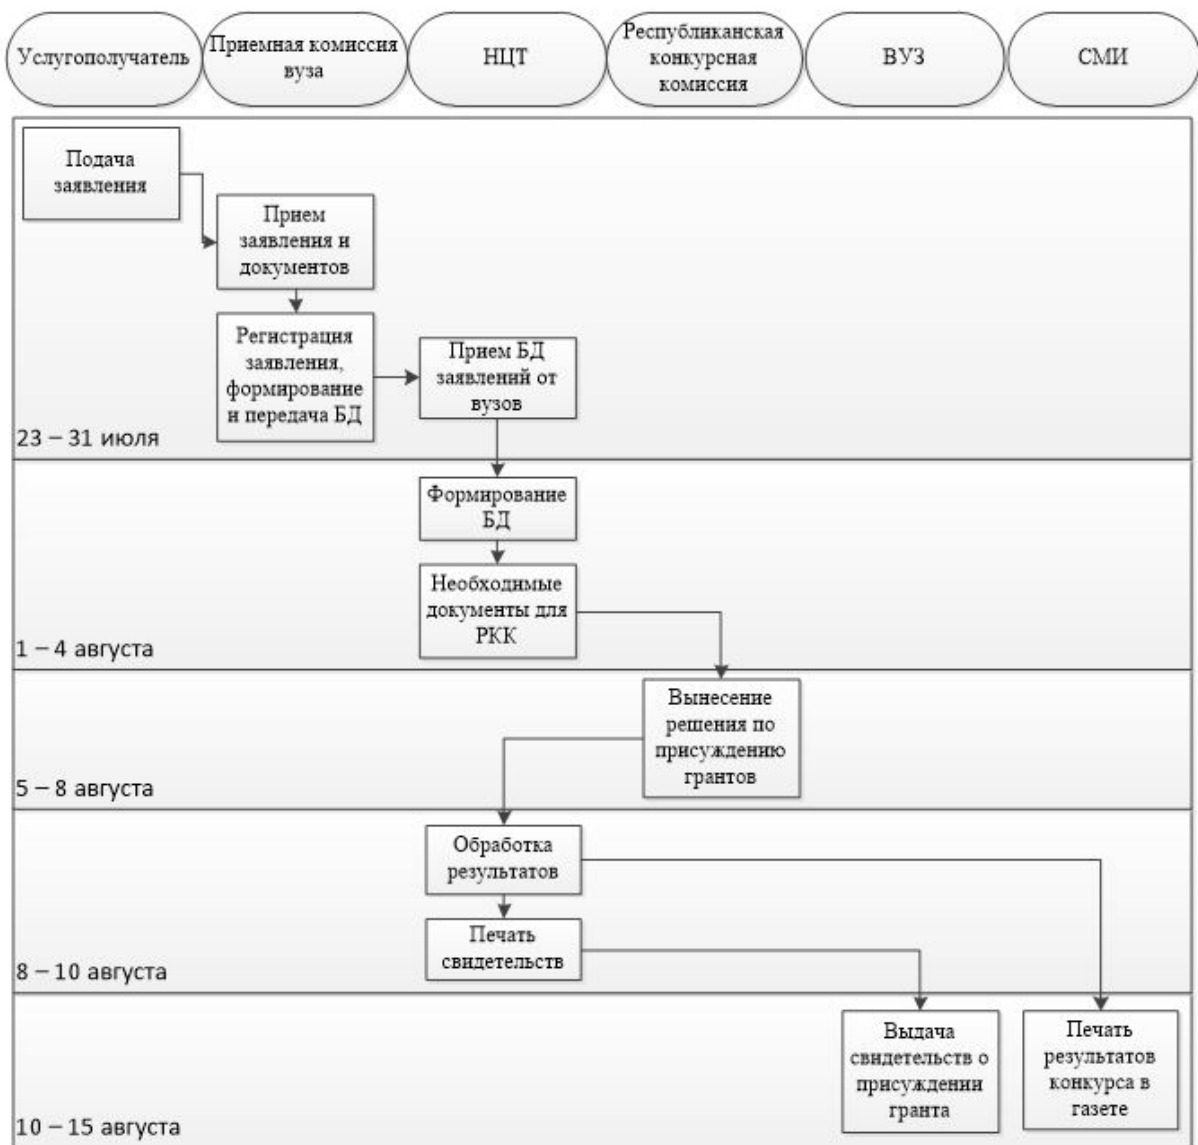 Услугополучатель
Приемная комиссия
вуза
НЦТ
Республиканская
конкурсная
комиссия
ВУЗ
СМИ
Подача
заявления
Прием
заявления и
документов
Регистрация
заявления,
формирование
и передача БД
Прием БД
заявлений от
вузов
23 – 31 июля
Формирование
БД
Необходимые
документы для
РКК
1 – 4 августа
Вынесение
решения по
присуждению
грантов
5 – 8 августа
Обработка
результатов
Печать
свидетельств
8 – 10 августа
Выдача
свидетельств о
присуждении
гранта
Печать
результатов
конкурса в
газете
10 – 15 августа